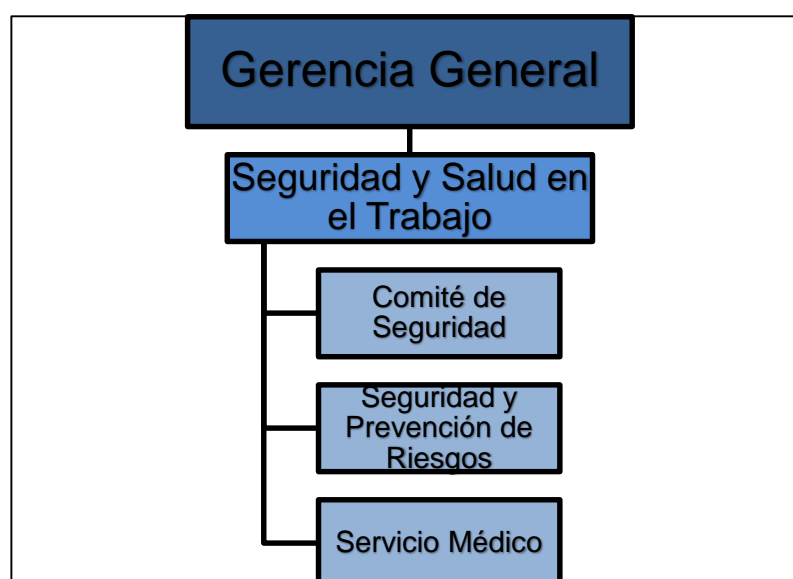 Gerencia General
Seguridad y Salud en
el Trabajo
Comité de
Seguridad
Seguridad y
Prevención de
Riesgos
Servicio Médico